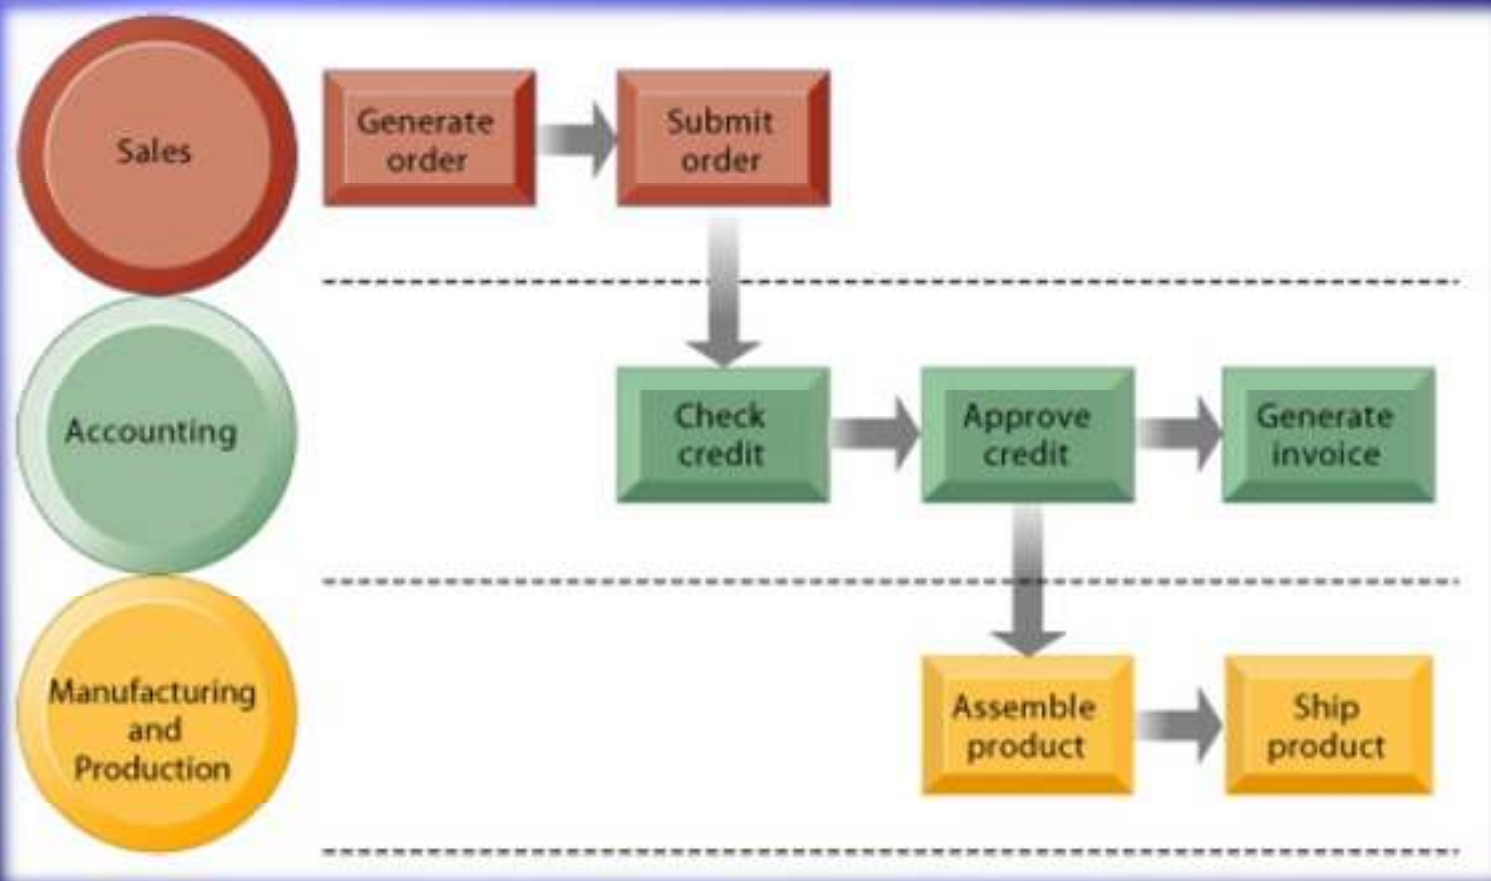 Sales
Generate
order
Submit
order
Accounting
Check
credit
Approve
credit
Generate
invoice
Manufacturing
and
Production
Assemble
product
Ship
product